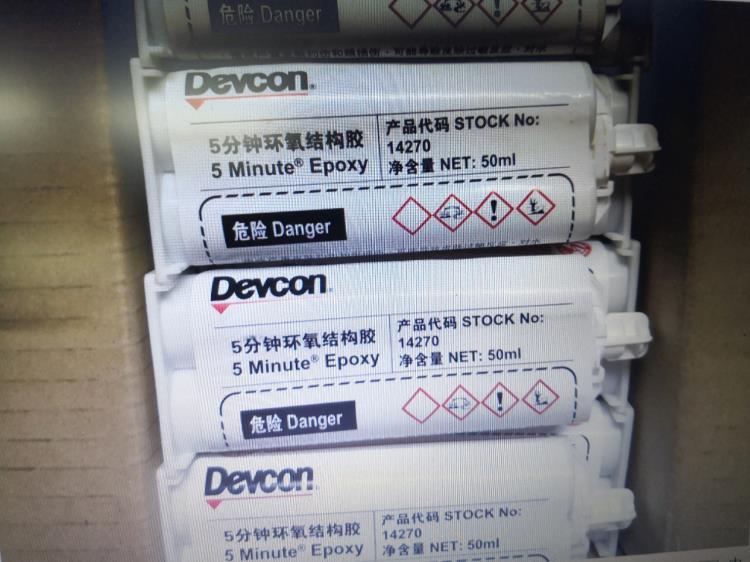 危险 Danger
Devcon.
5分钟环氧结构胶
5 Minute® Epoxy
产品代码 STOCK No:
14270
净含量 NET: 50ml
危险 Danger
Devcon.
5分钟环氧结构胶
5 Minute® Epoxy
产品代码 STOCK No:
14270
净含量 NET: 50ml
危险 Danger
Devcon
5分钟环氧结构胶
5 Minute® Epoxy
产品代码 STOCK No:
14270
净含量 NET: 50ml